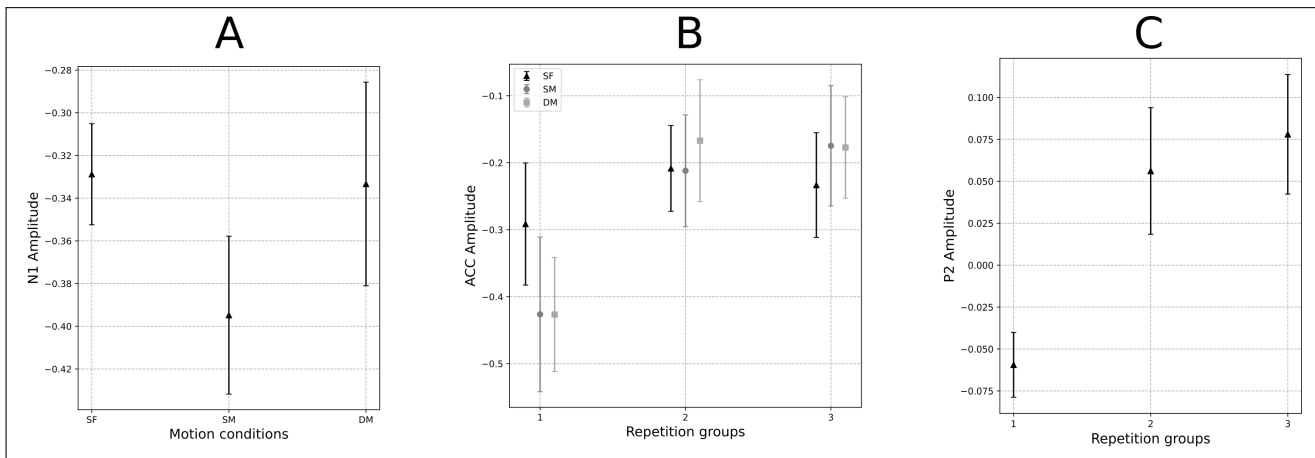 A
N1 Amplitude
−0.28
−0.30
−0.32
−0.34
−0.36
−0.38
−0.40
−0.42
SF
SM
DM
Motion conditions
B
ACC Amplitude
−0.1
−0.2
−0.3
−0.4
−0.5
SF
SM
DM
1
2
3
Repetition groups
C
P2 Amplitude
0.100
0.075
0.050
0.025
0.000
−0.025
−0.050
−0.075
1
2
3
Repetition groups